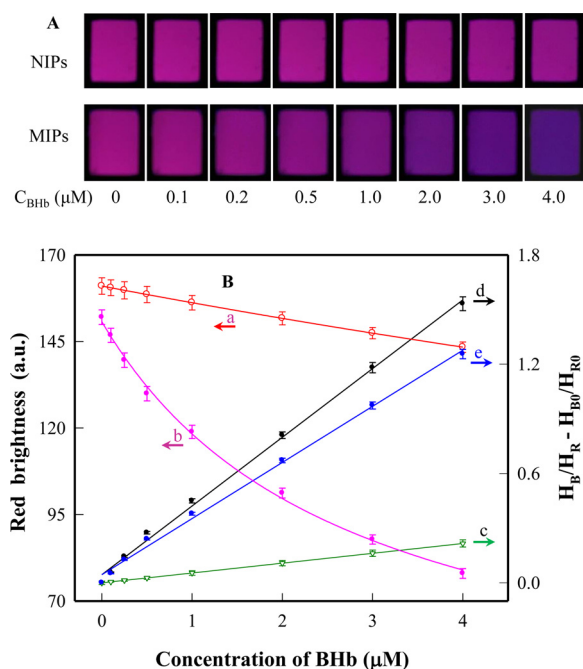 A
NIPs
MIPs
C_BHb (μM) 0 0.1 0.2 0.5 1.0 2.0 3.0 4.0
170 1.8
B
d
a
145
e
1.2
b
120
0.6
95
c
0.0
70
0 1 2 3 4
Concentration of BHb (μM)
Red brightness (a.u.)
H_B/H_R - H_B0/H_R0